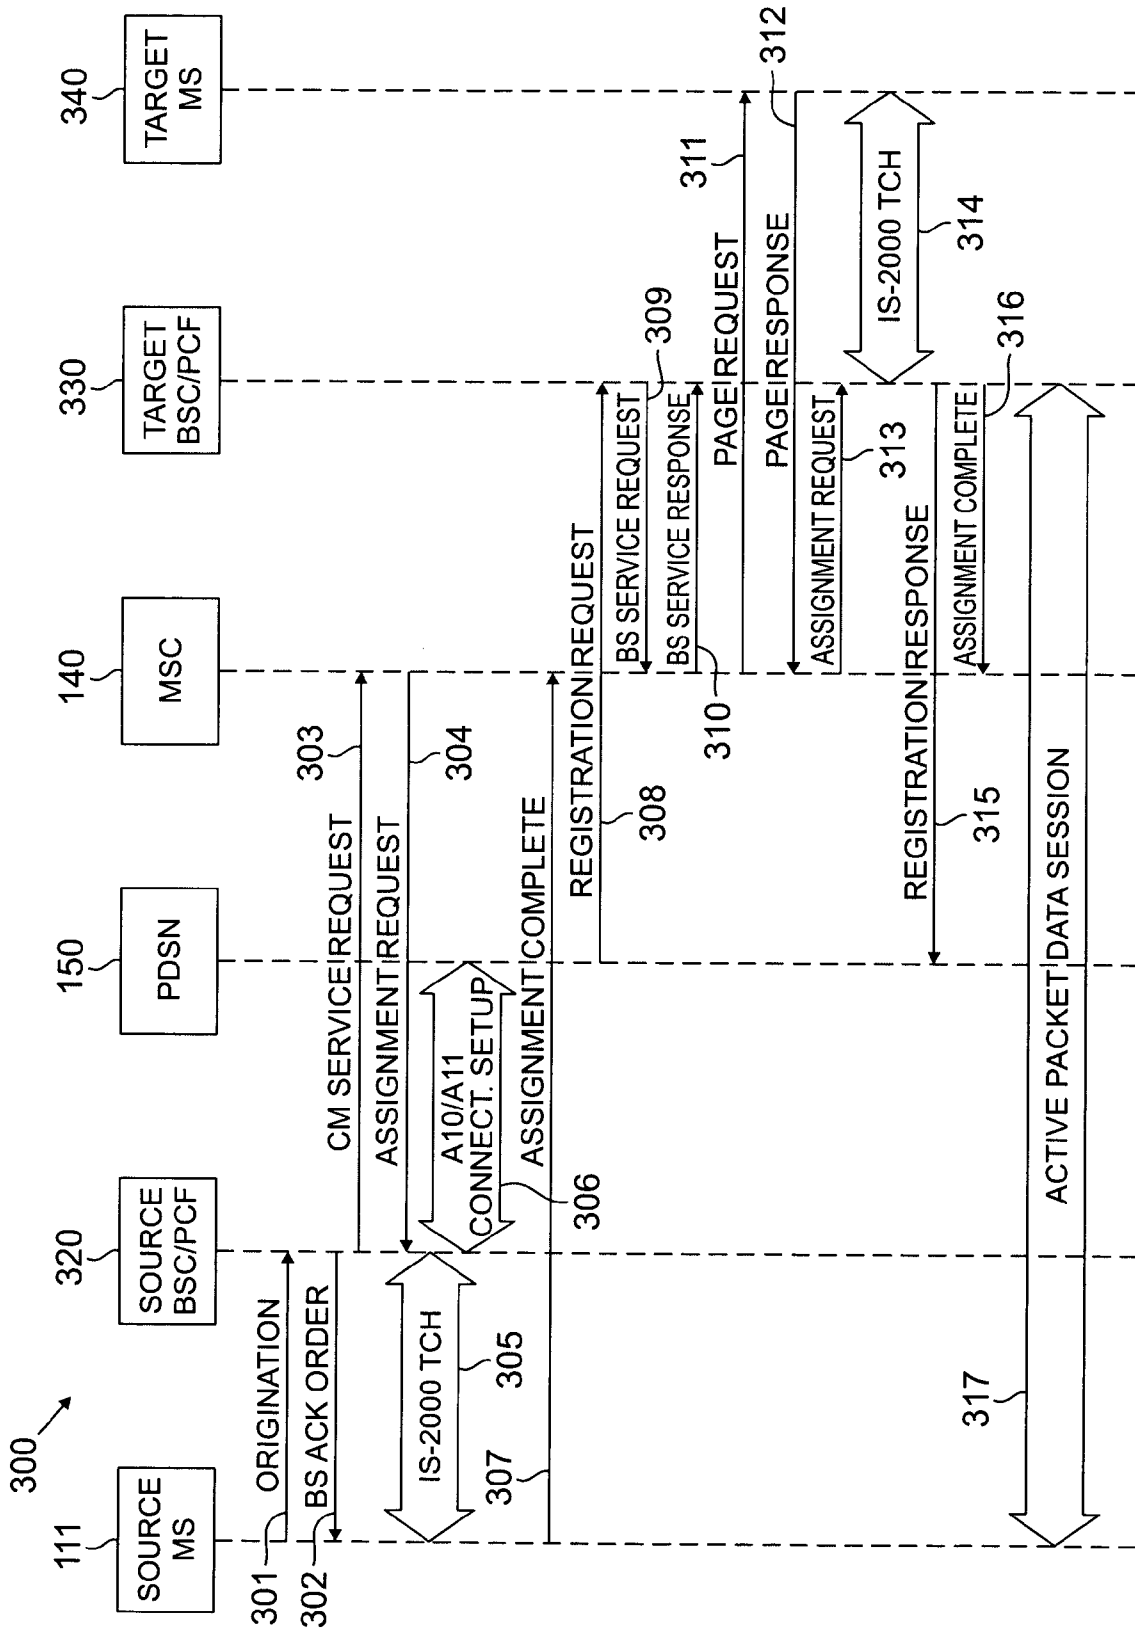 300
111
SOURCE
MS
320
SOURCE
BSC/PCF
150
PDSN
140
MSC
330
TARGET
BSC/PCF
340
TARGET
MS
301
ORIGINATION
302
BS ACK ORDER
CM SERVICE REQUEST
303
ASSIGNMENT REQUEST
304
IS-2000 TCH
305
A10/A11
CONNECT. SETUP
306
307
ASSIGNMENT COMPLETE
REGISTRATION REQUEST
308
BS SERVICE REQUEST
309
BS SERVICE RESPONSE
310
PAGE REQUEST
311
PAGE RESPONSE
312
ASSIGNMENT REQUEST
313
IS-2000 TCH
314
REGISTRATION RESPONSE
315
ASSIGNMENT COMPLETE
316
317
ACTIVE PACKET DATA SESSION